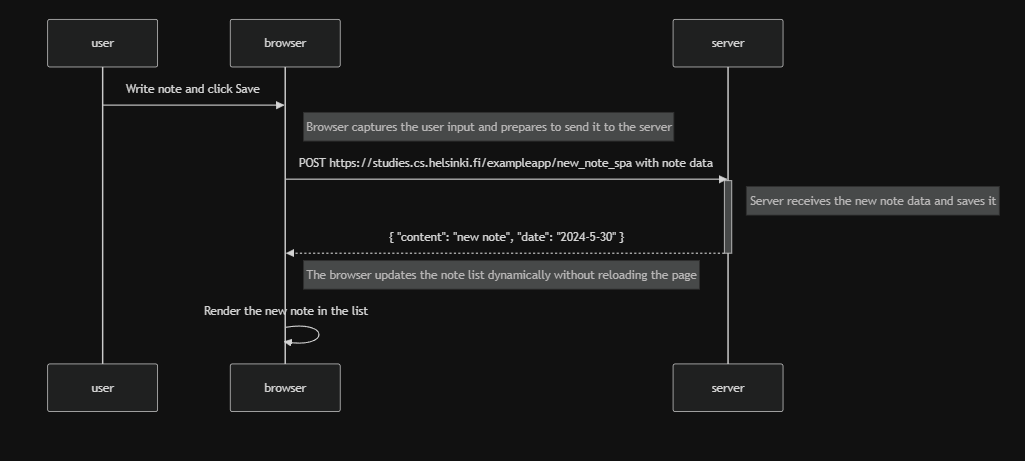 user browser server
Write note and click Save
Browser captures the user input and prepares to send it to the server
POST https://studies.cs.helsinki.fi/exampleapp/new_note_spa with note data
Server receives the new note data and saves it
{ "content": "new note", "date": "2024-5-30" }
The browser updates the note list dynamically without reloading the page
Render the new note in the list
user browser server